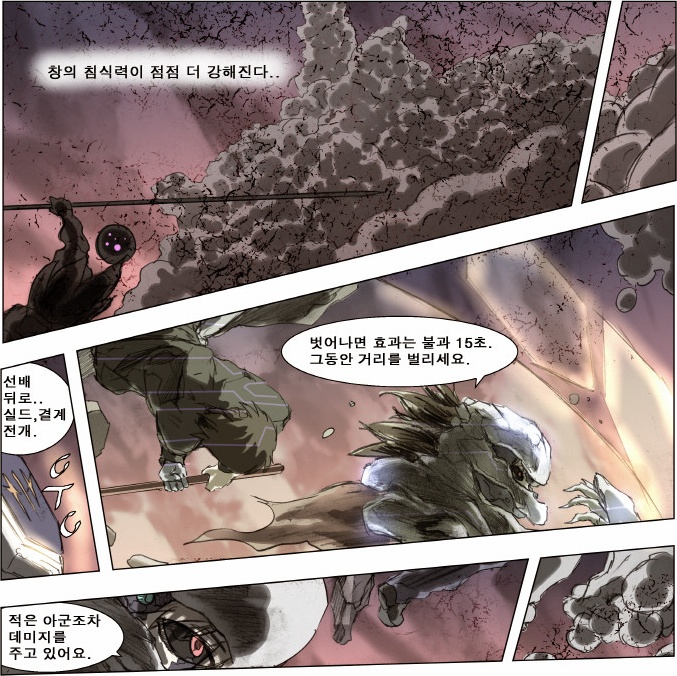 창의 침식력이 점점 더 강해진다..
벗어나면 효과는 불과 15초.
그동안 거리를 벌리세요.
선배
뒤로..
실드,결계
전개.
적은 아군조차
데미지를
주고 있어요.